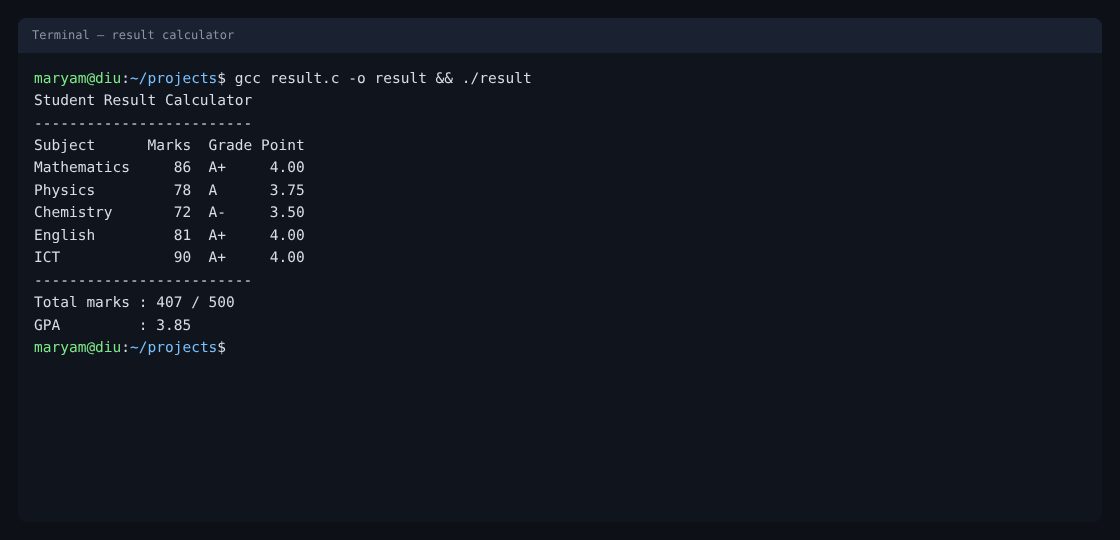 Terminal — result calculator
maryam@diu:~/projects$ gcc result.c -o result && ./result
Student Result Calculator
-------------------------
Subject      Marks  Grade Point
Mathematics     86  A+     4.00
Physics         78  A      3.75
Chemistry       72  A-     3.50
English         81  A+     4.00
ICT             90  A+     4.00
-------------------------
Total marks : 407 / 500
GPA         : 3.85
maryam@diu:~/projects$